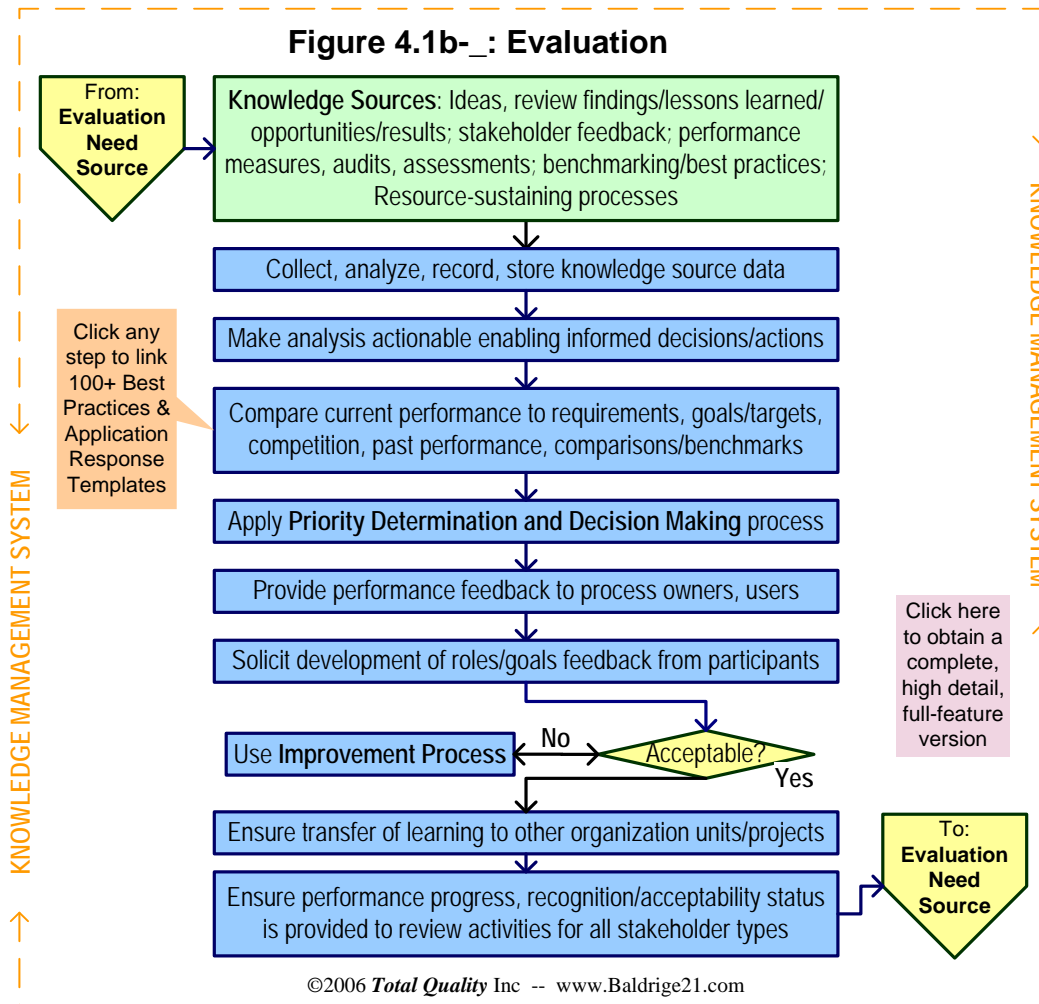 Figure 4.1b-_: Evaluation
From:
Evaluation
Need
Source
Knowledge Sources: Ideas, review findings/lessons learned/
opportunities/results; stakeholder feedback; performance
measures, audits, assessments; benchmarking/best practices;
Resource-sustaining processes
Collect, analyze, record, store knowledge source data
Make analysis actionable enabling informed decisions/actions
Click any
step to link
100+ Best
Practices &
Application
Response
Templates
Compare current performance to requirements, goals/targets,
competition, past performance, comparisons/benchmarks
Apply Priority Determination and Decision Making process
Provide performance feedback to process owners, users
Solicit development of roles/goals feedback from participants
Click here
to obtain a
complete,
high detail,
full-feature
version
Acceptable?
No
Use Improvement Process
Yes
Ensure transfer of learning to other organization units/projects
Ensure performance progress, recognition/acceptability status
is provided to review activities for all stakeholder types
To:
Evaluation
Need
Source
KNOWLEDGE MANAGEMENT SYSTEM
KNOWLEDGE MANAGEMENT SYSTEM
©2006 Total Quality Inc -- www.Baldrige21.com